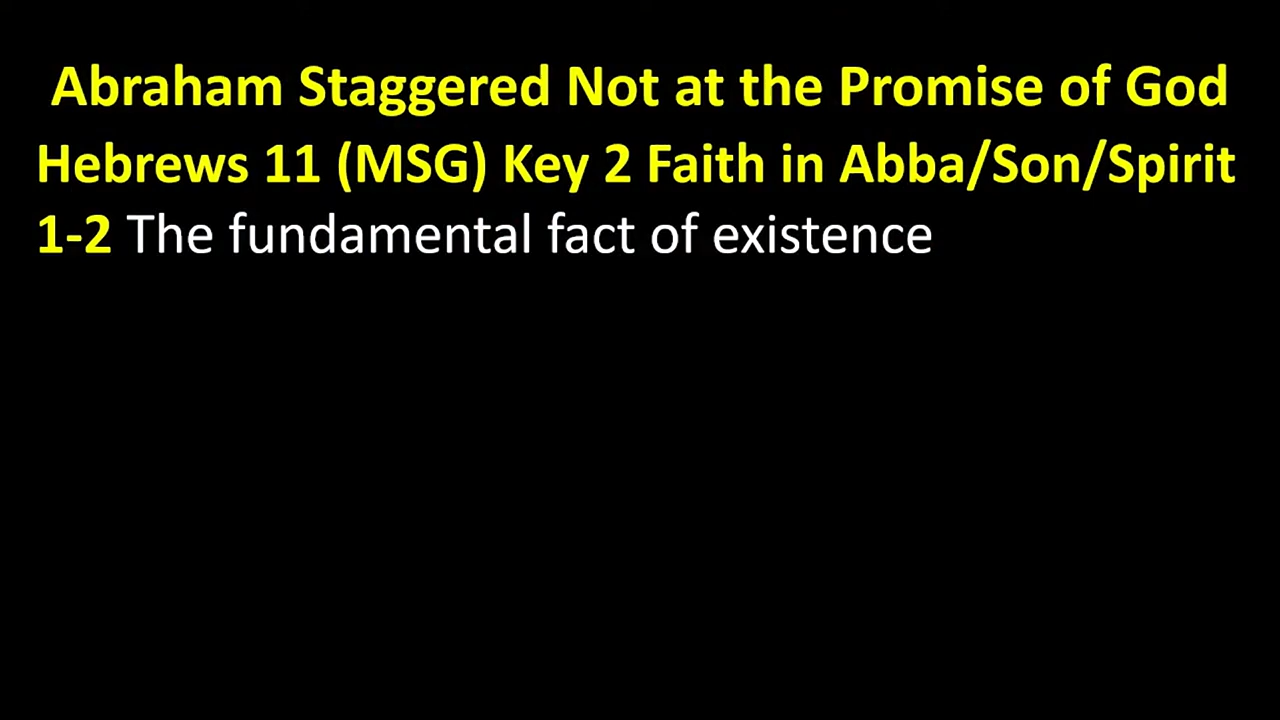 Abraham Staggered Not at the Promise of God
Hebrews 11 (MSG) Key 2 Faith in Abba/Son/Spirit
1-2 The fundamental fact of existence